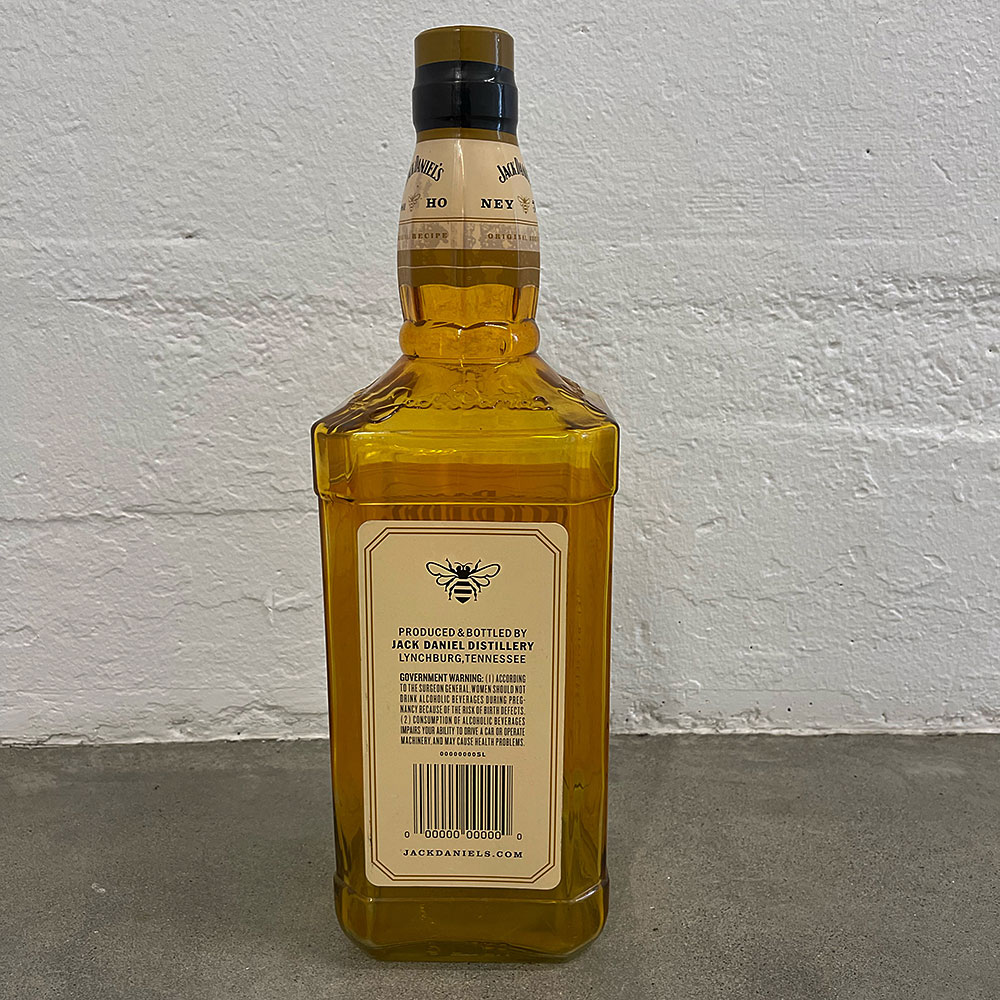 DANIEL'S
JACK DA
HO
NEY
RECIPE
ORIGINAL
PRODUCED & BOTTLED BY
JACK DANIEL DISTILLERY
LYNCHBURG, TENNESSEE
GOVERNMENT WARNING: (1) ACCORDING
TO THE SURGEON GENERAL, WOMEN SHOULD NOT
DRINK ALCOHOLIC BEVERAGES DURING PREG-
NANCY BECAUSE OF THE RISK OF BIRTH DEFECTS.
(2) CONSUMPTION OF ALCOHOLIC BEVERAGES
IMPAIRS YOUR ABILITY TO DRIVE A CAR OR OPERATE
MACHINERY, AND MAY CAUSE HEALTH PROBLEMS.
00000000SL
0 00000 00000 0
JACKDANIELS.COM